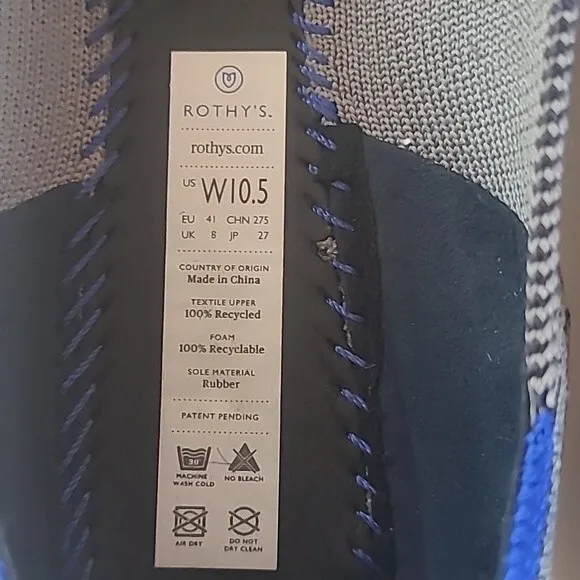 ROTHY'S™
rothys.com
US W10.5
EU 41 CHN 275
UK 8 JP 27
COUNTRY OF ORIGIN
Made in China
TEXTILE UPPER
100% Recycled
FOAM
100% Recyclable
SOLE MATERIAL
Rubber
PATENT PENDING
30°
MACHINE WASH COLD
NO BLEACH
AIR DRY
DO NOT DRY CLEAN